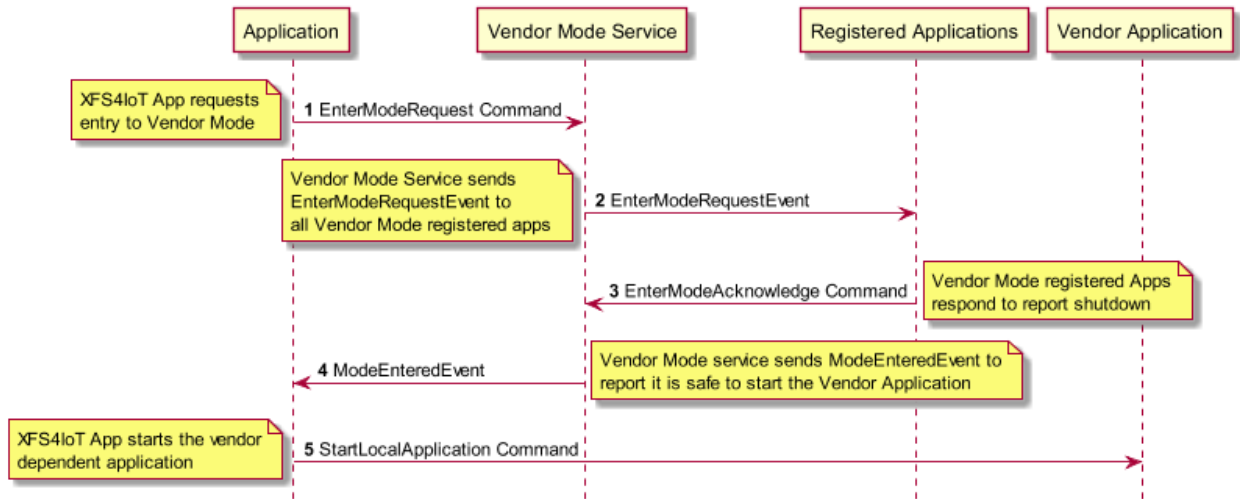 Application
Vendor Mode Service
Registered Applications
Vendor Application
XFS4IoT App requests
entry to Vendor Mode
1 EnterModeRequest Command
Vendor Mode Service sends
EnterModeRequestEvent to
all Vendor Mode registered apps
2 EnterModeRequestEvent
3 EnterModeAcknowledge Command
Vendor Mode registered Apps
respond to report shutdown
4 ModeEnteredEvent
Vendor Mode service sends ModeEnteredEvent to
report it is safe to start the Vendor Application
XFS4IoT App starts the vendor
dependent application
5 StartLocalApplication Command